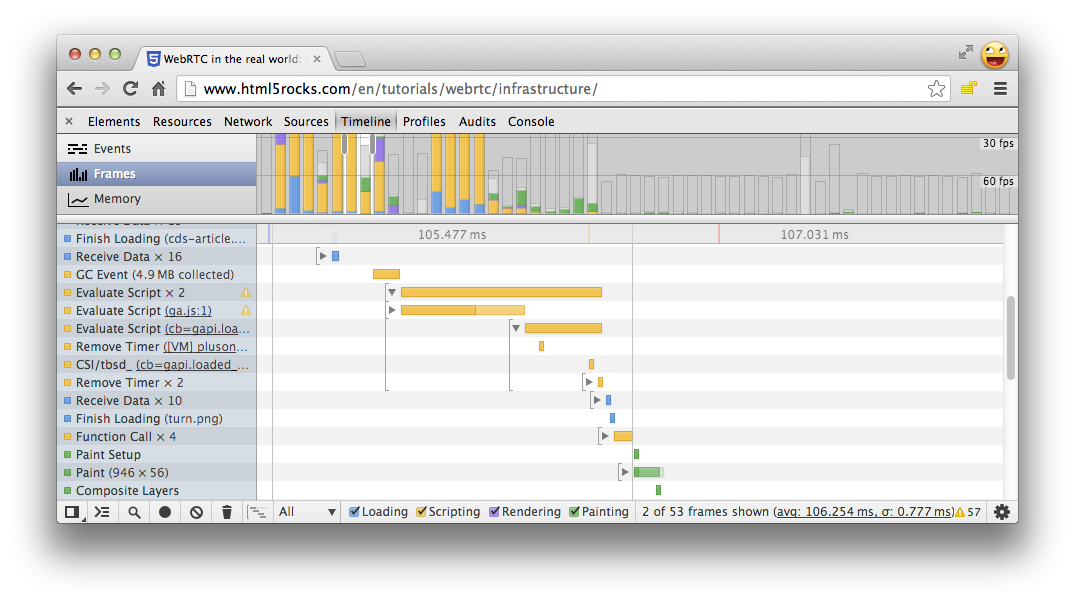 WebRTC in the real world:
www.html5rocks.com/en/tutorials/webrtc/infrastructure/
Elements Resources Network Sources Timeline Profiles Audits Console
Events
Frames
Memory
30 fps
60 fps
105.477 ms 107.031 ms
Finish Loading (cds-article....
Receive Data × 16
GC Event (4.9 MB collected)
Evaluate Script × 2
Evaluate Script (ga.js:1)
Evaluate Script (cb=gapi.loa...
Remove Timer ([VM] pluson...
CSI/tbsd_ (cb=gapi.loaded_...
Remove Timer × 2
Receive Data × 10
Finish Loading (turn.png)
Function Call × 4
Paint Setup
Paint (946 × 56)
Composite Layers
All Loading Scripting Rendering Painting 2 of 53 frames shown (avg: 106.254 ms, σ: 0.777 ms) 57